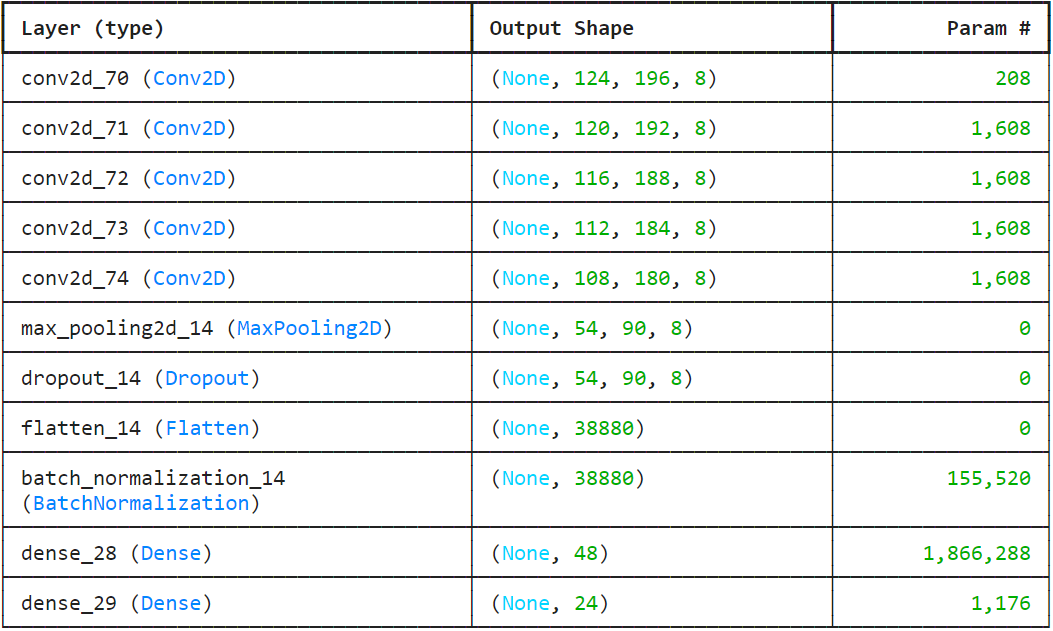 Layer (type) Output Shape Param #
conv2d_70 (Conv2D) (None, 124, 196, 8) 208
conv2d_71 (Conv2D) (None, 120, 192, 8) 1,608
conv2d_72 (Conv2D) (None, 116, 188, 8) 1,608
conv2d_73 (Conv2D) (None, 112, 184, 8) 1,608
conv2d_74 (Conv2D) (None, 108, 180, 8) 1,608
max_pooling2d_14 (MaxPooling2D) (None, 54, 90, 8) 0
dropout_14 (Dropout) (None, 54, 90, 8) 0
flatten_14 (Flatten) (None, 38880) 0
batch_normalization_14 (None, 38880) 155,520
(BatchNormalization)
dense_28 (Dense) (None, 48) 1,866,288
dense_29 (Dense) (None, 24) 1,176